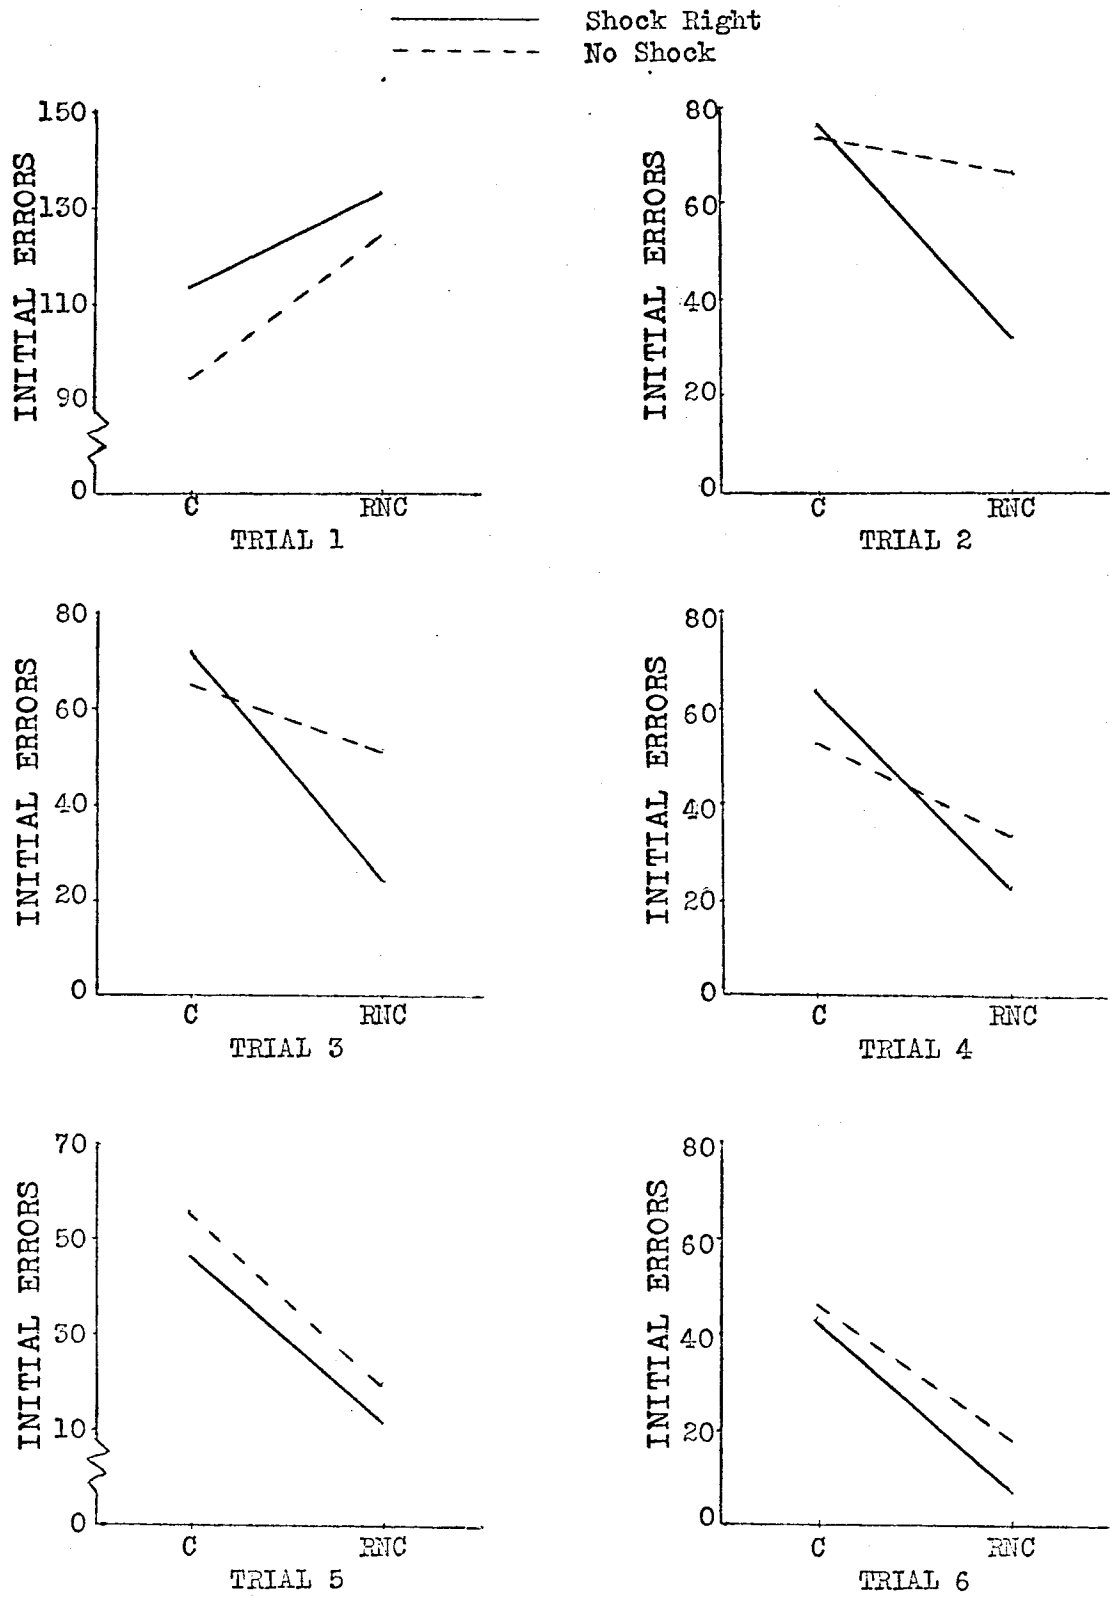 Shock Right
No Shock
INITIAL ERRORS
150
130
110
90
0
C RNC
TRIAL 1
INITIAL ERRORS
80
60
40
20
0
C RNC
TRIAL 2
INITIAL ERRORS
80
60
40
20
0
C RNC
TRIAL 3
INITIAL ERRORS
80
60
40
20
0
C RNC
TRIAL 4
INITIAL ERRORS
70
50
30
10
0
C RNC
TRIAL 5
INITIAL ERRORS
80
60
40
20
0
C RNC
TRIAL 6